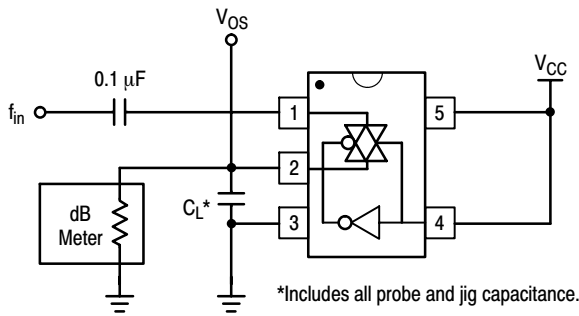 V_OS
0.1 μF
V_CC
f_in
1
5
2
dB
Meter
C_L*
3
4
*Includes all probe and jig capacitance.